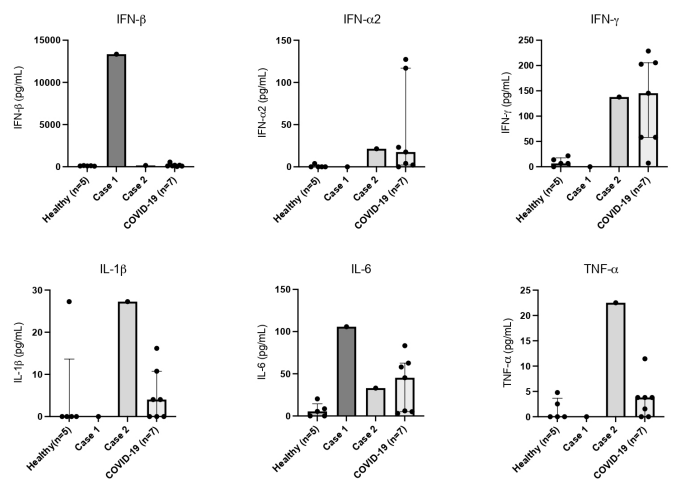 IFN-β
IFN-β (pg/mL)
15000
10000
5000
0
Healthy (n=5)
Case 1
Case 2
COVID-19 (n=7)
IFN-α2
IFN-α2 (pg/mL)
150
100
50
0
Healthy (n=5)
Case 1
Case 2
COVID-19 (n=7)
IFN-γ
IFN-γ (pg/mL)
250
200
150
100
50
0
Healthy (n=5)
Case 1
Case 2
COVID-19 (n=7)
IL-1β
IL-1β (pg/mL)
30
20
10
0
Healthy(n=5)
Case 1
Case 2
COVID-19 (n=7)
IL-6
IL-6 (pg/mL)
150
100
50
0
Healthy (n=5)
Case 1
Case 2
COVID-19 (n=7)
TNF-α
TNF-α (pg/mL)
25
20
15
10
5
0
Healthy (n=5)
Case 1
Case 2
COVID-19 (n=7)